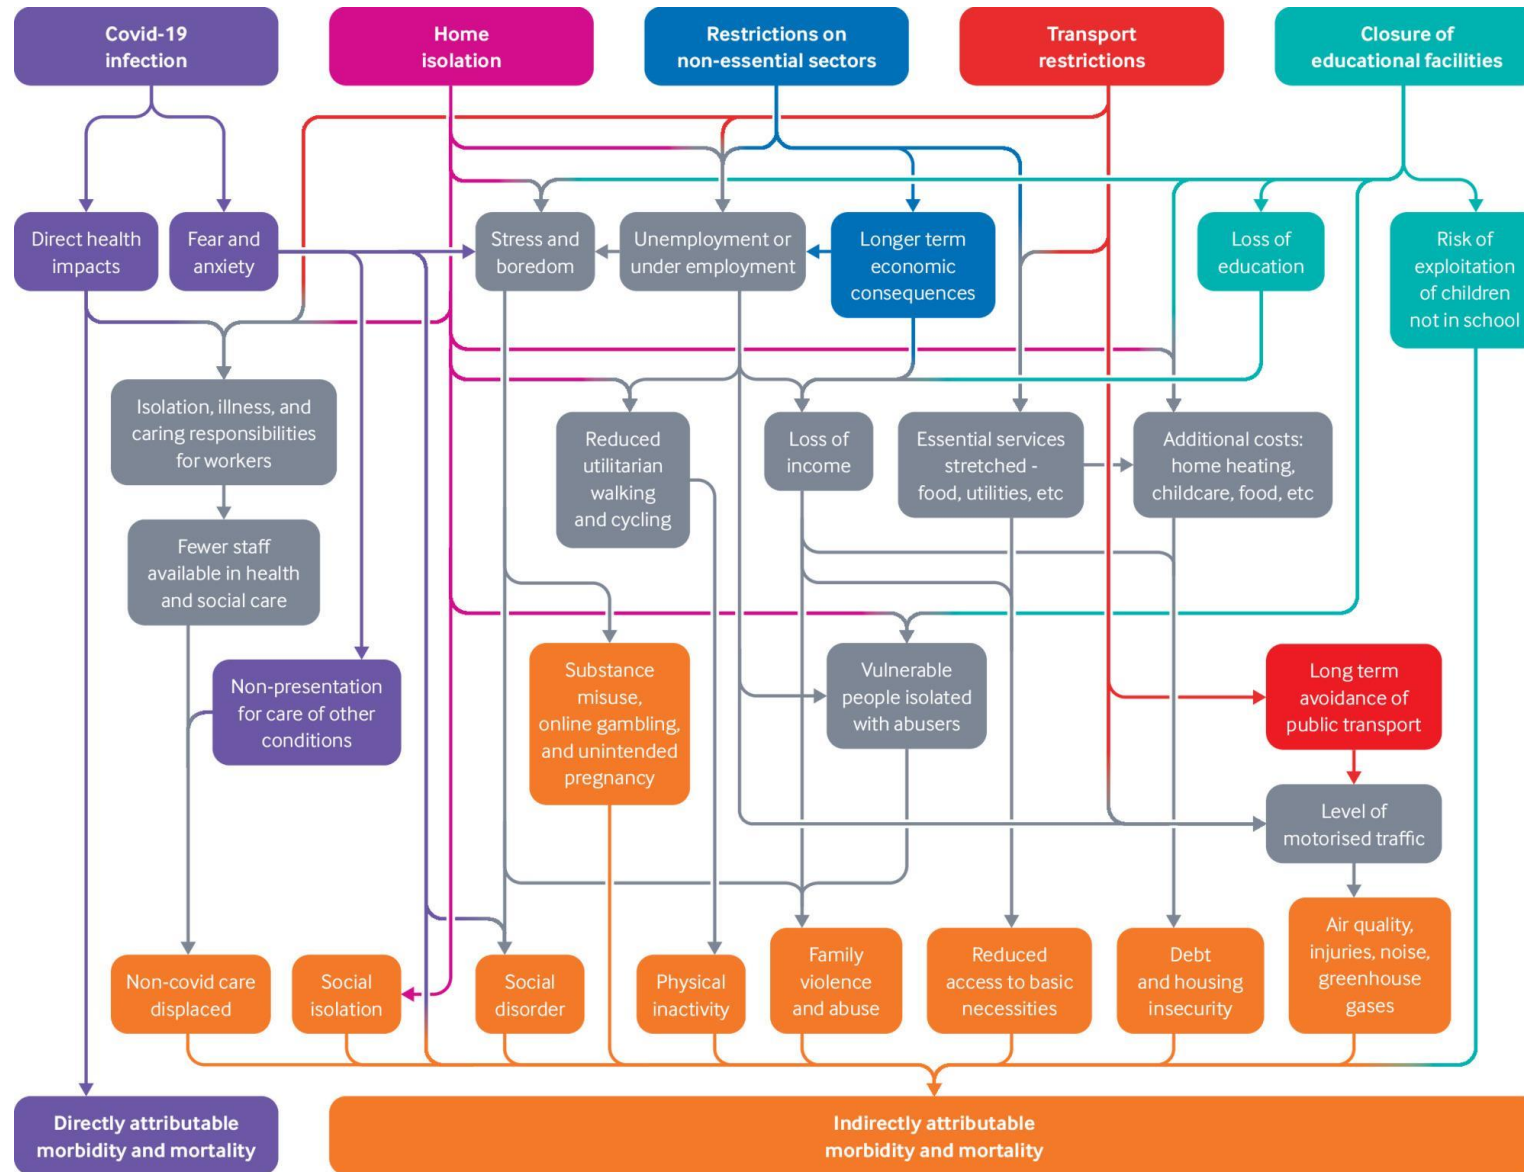 Covid-19
infection
Home
isolation
Restrictions on
non-essential sectors
Transport
restrictions
Closure of
educational facilities
Direct health
impacts
Fear and
anxiety
Stress and
boredom
Unemployment or
under employment
Longer term
economic
consequences
Loss of
education
Risk of
exploitation
of children
not in school
Isolation, illness, and
caring responsibilities
for workers
Reduced
utilitarian
walking
and cycling
Loss of
income
Essential services
stretched -
food, utilities, etc
Additional costs:
home heating,
childcare, food, etc
Fewer staff
available in health
and social care
Non-presentation
for care of other
conditions
Substance
misuse,
online gambling,
and unintended
pregnancy
Vulnerable
people isolated
with abusers
Long term
avoidance of
public transport
Level of
motorised traffic
Non-covid care
displaced
Social
isolation
Social
disorder
Physical
inactivity
Family
violence
and abuse
Reduced
access to basic
necessities
Debt
and housing
insecurity
Air quality,
injuries, noise,
greenhouse
gases
Directly attributable
morbidity and mortality
Indirectly attributable
morbidity and mortality